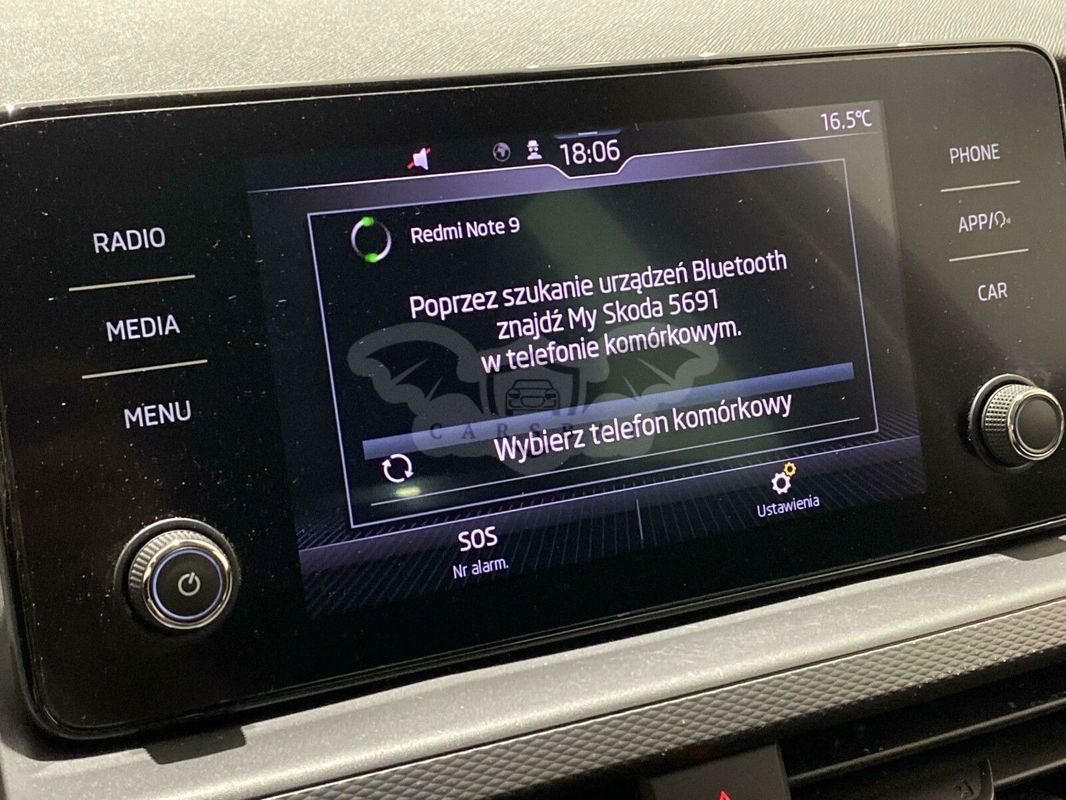 16,5°C
18:06
PHONE
RADIO
Redmi Note 9
APP/
Poprzez szukanie urządzeń Bluetooth
znajdź My Skoda 5691
w telefonie komórkowym.
MEDIA
CAR
MENU
Wybierz telefon komórkowy
SOS
Nr alarm.
Ustawienia